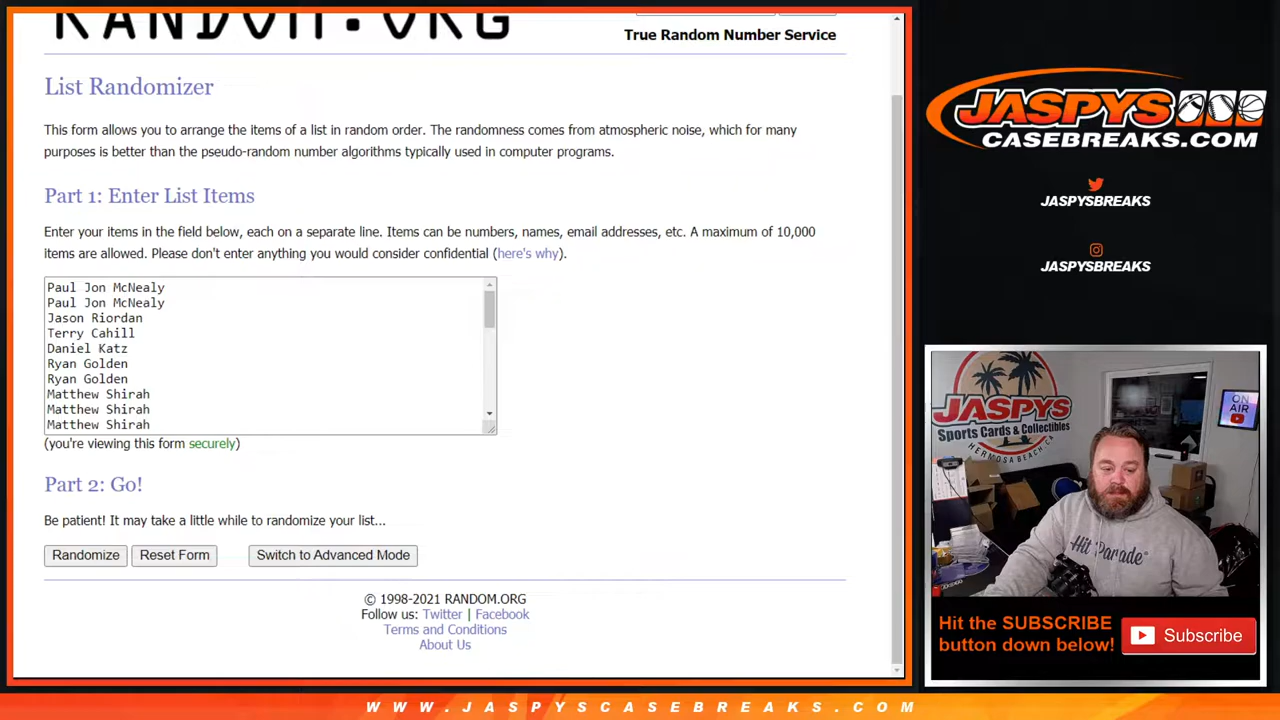 RANDOM.ORG
True Random Number Service
List Randomizer
This form allows you to arrange the items of a list in random order. The randomness comes from atmospheric noise, which for many
purposes is better than the pseudo-random number algorithms typically used in computer programs.
Part 1: Enter List Items
Enter your items in the field below, each on a separate line. Items can be numbers, names, email addresses, etc. A maximum of 10,000
items are allowed. Please don't enter anything you would consider confidential (here's why).
Paul Jon McNealy
Paul Jon McNealy
Jason Riordan
Terry Cahill
Daniel Katz
Ryan Golden
Ryan Golden
Matthew Shirah
Matthew Shirah
Matthew Shirah
(you're viewing this form securely)
Part 2: Go!
Be patient! It may take a little while to randomize your list...
Randomize Reset Form Switch to Advanced Mode
© 1998-2021 RANDOM.ORG
Follow us: Twitter | Facebook
Terms and Conditions
About Us
JASPYS
CASEBREAKS.COM
JASPYSBREAKS
JASPYSBREAKS
JASPYS
Sports Cards & Collectibles
HERMOSA BEACH, CA
ON
AIR
Hit Parade
Hit the SUBSCRIBE
button down below!
Subscribe
WWW.JASPYSCASEBREAKS.COM